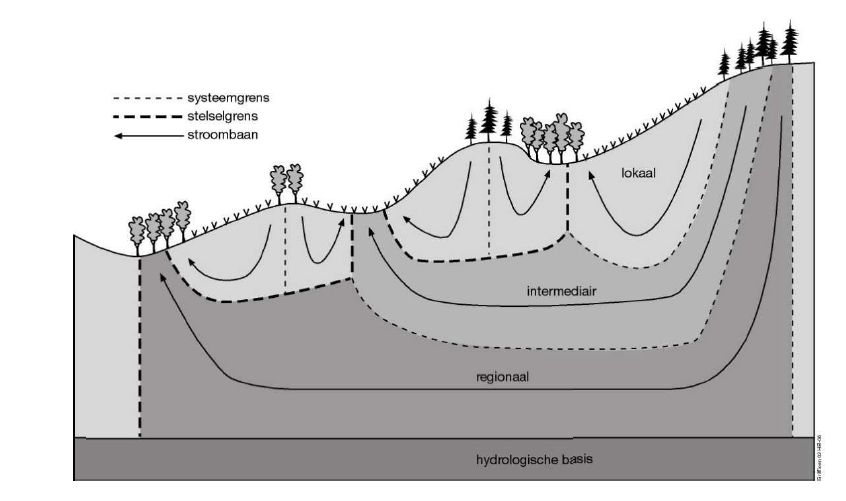 systeemgrens
stelselgrens
stroombaan
lokaal
intermediair
regionaal
hydrologische basis